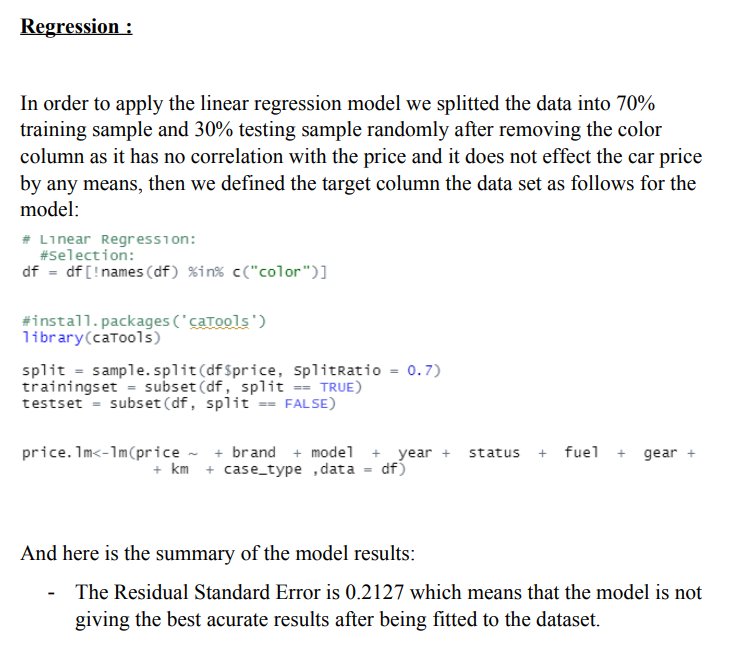 Regression :
In order to apply the linear regression model we splitted the data into 70%
training sample and 30% testing sample randomly after removing the color
column as it has no correlation with the price and it does not effect the car price
by any means, then we defined the target column the data set as follows for the
model:
# Linear Regression:
#Selection:
df = df[!names(df) %in% c("color")]
#install.packages('caTools')
library(caTools)
split = sample.split(df$price, SplitRatio = 0.7)
trainingset = subset(df, split == TRUE)
testset = subset(df, split == FALSE)
price.lm<-lm(price ~ + brand + model + year + status + fuel + gear +
+ km + case_type ,data = df)
And here is the summary of the model results:
- The Residual Standard Error is 0.2127 which means that the model is not
giving the best acurate results after being fitted to the dataset.